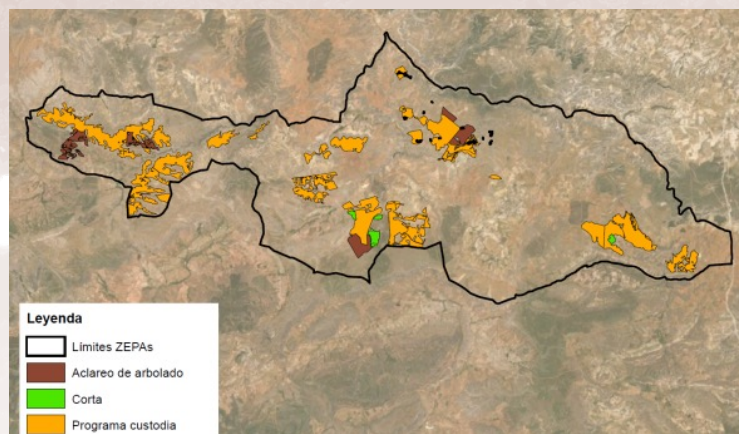 Leyenda
Límites ZEPAs
Aclareo de arbolado
Corta
Programa custodia